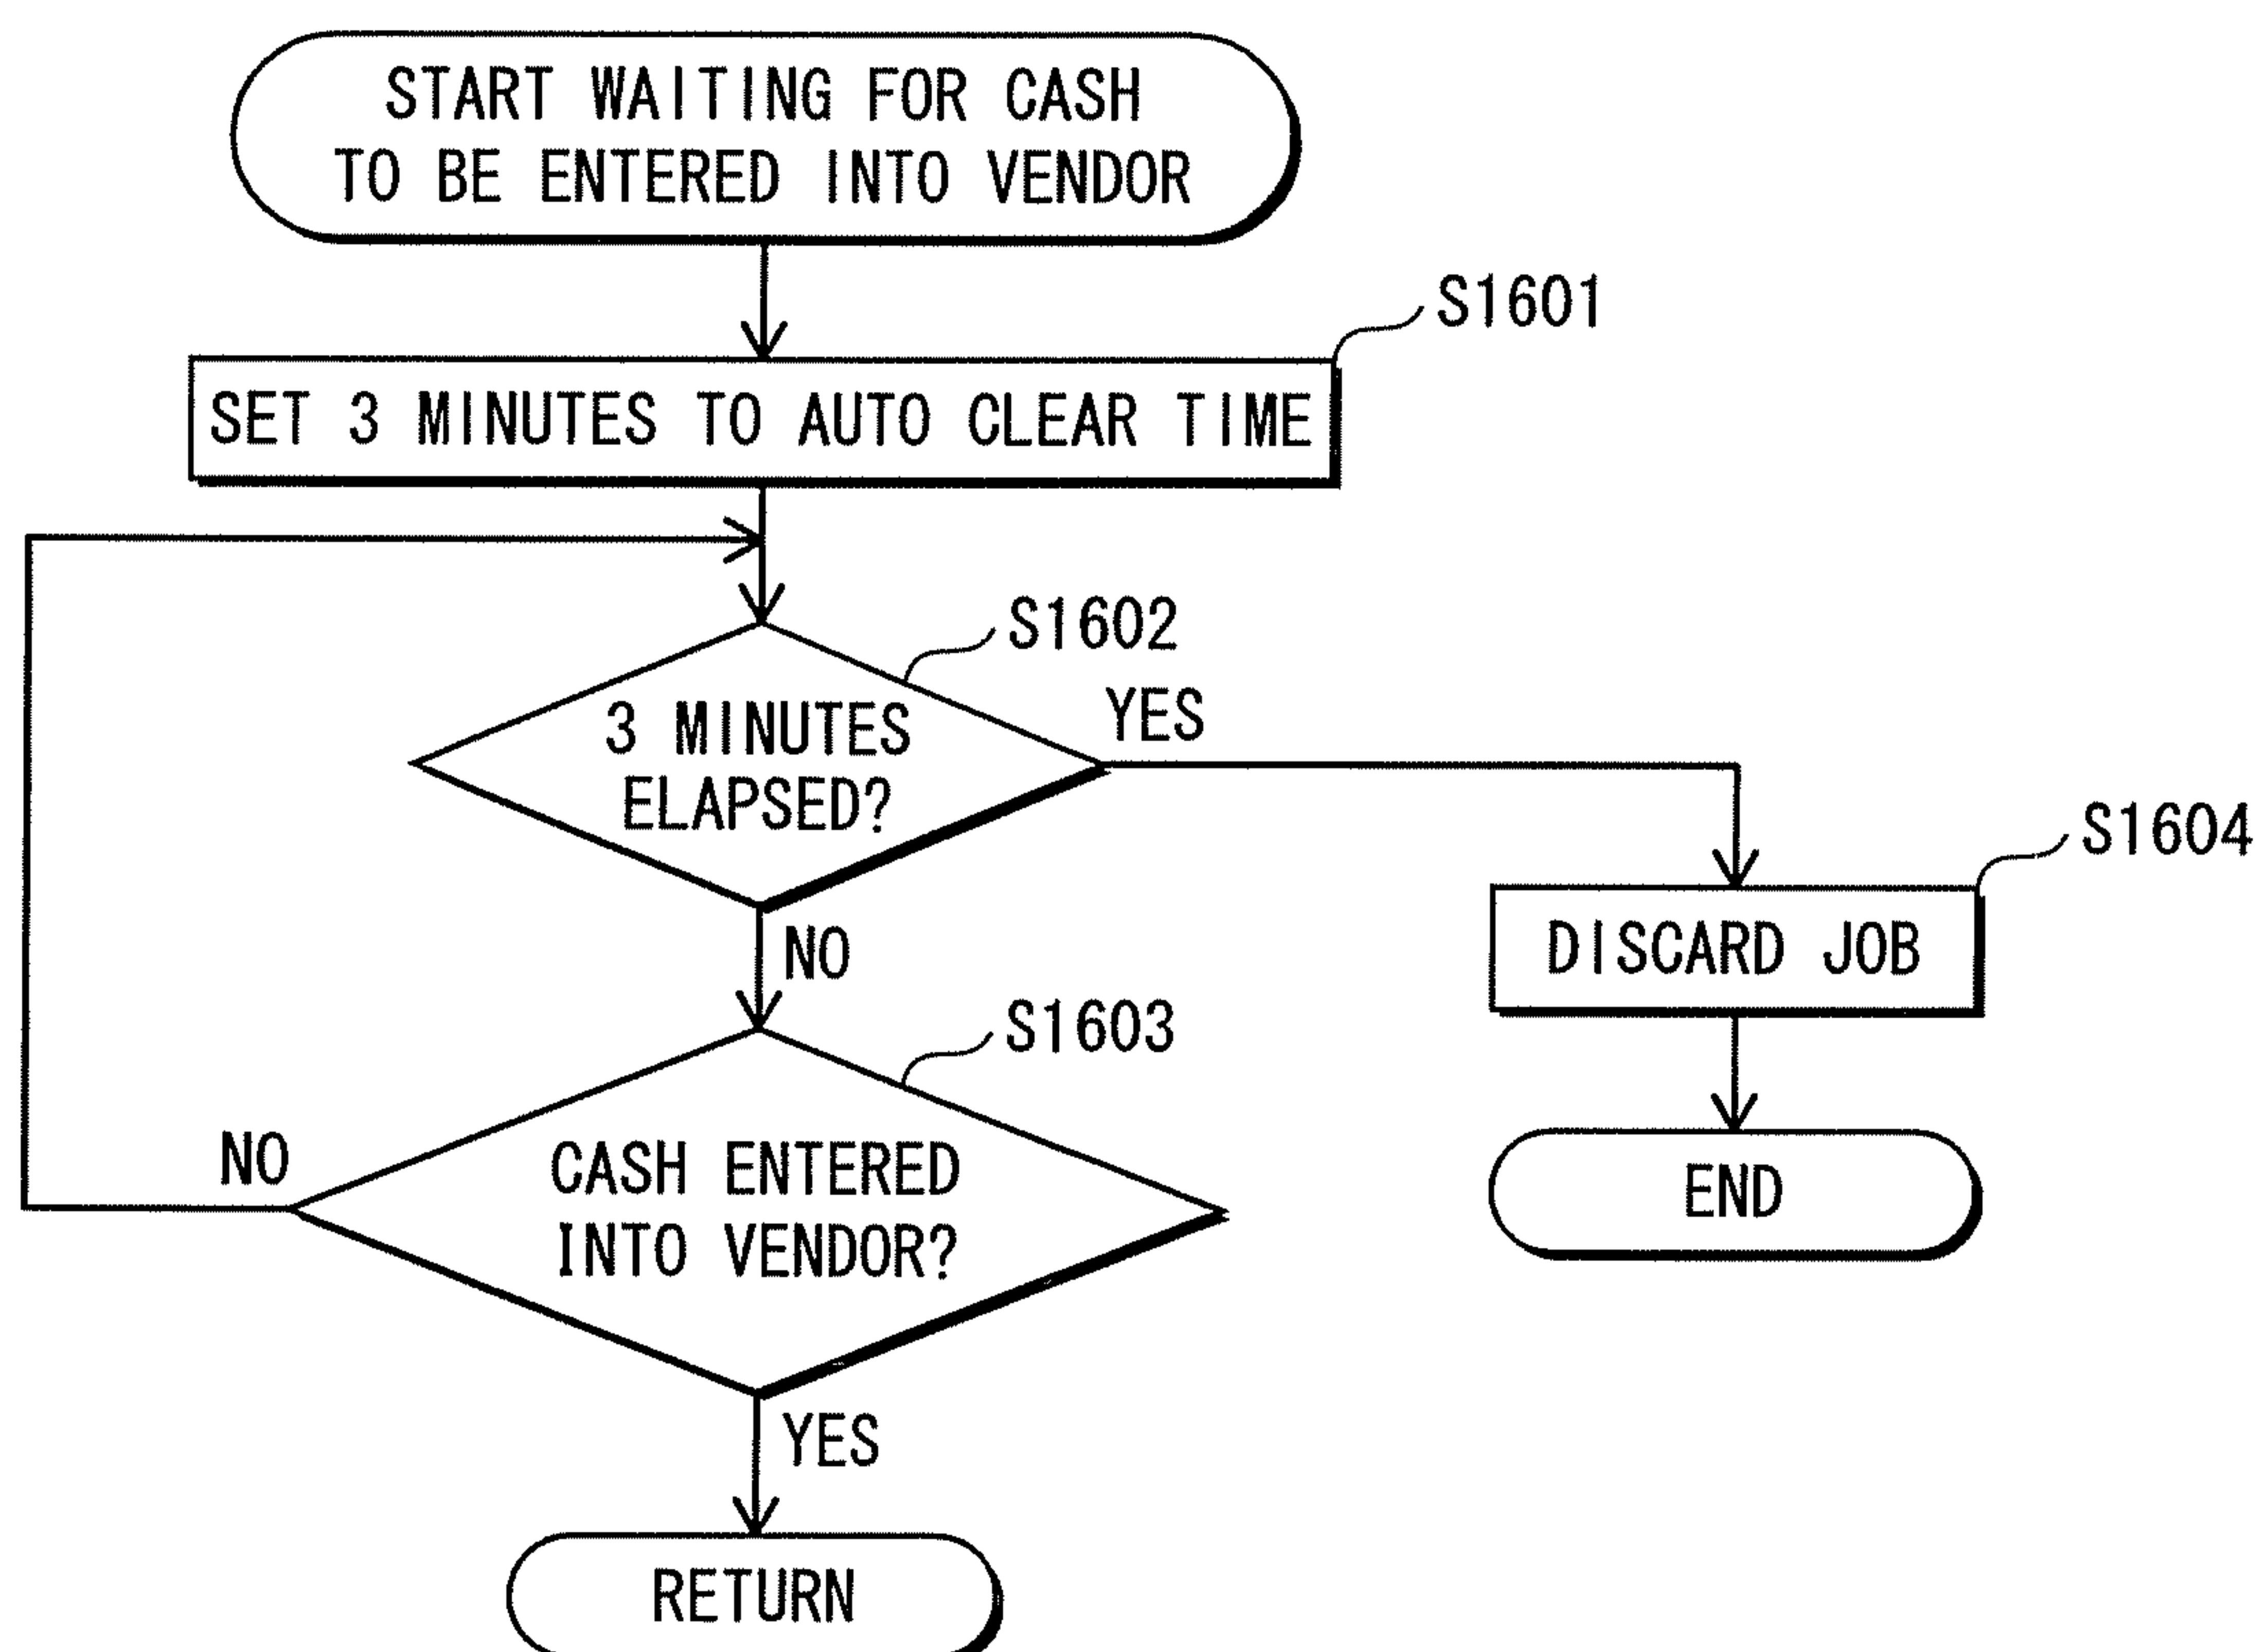 START WAITING FOR CASH
TO BE ENTERED INTO VENDOR
S1601
SET 3 MINUTES TO AUTO CLEAR TIME
S1602
3 MINUTES
ELAPSED?
YES
S1604
DISCARD JOB
NO
S1603
CASH ENTERED
INTO VENDOR?
NO
END
YES
RETURN